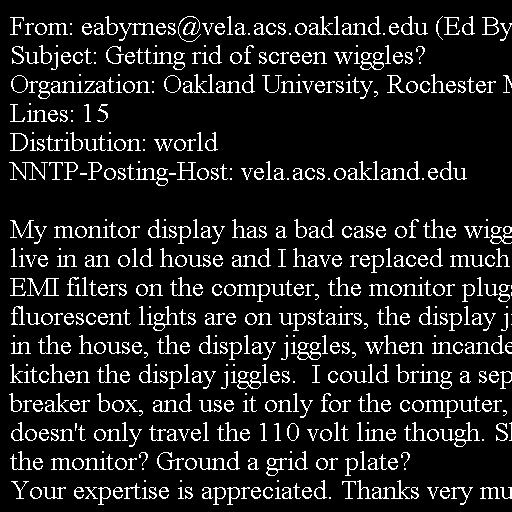 From: eabyrnes@vela.acs.oakland.edu (Ed By
Subject: Getting rid of screen wiggles?
Organization: Oakland University, Rochester M
Lines: 15
Distribution: world
NNTP-Posting-Host: vela.acs.oakland.edu

My monitor display has a bad case of the wigg
live in an old house and I have replaced much
EMI filters on the computer, the monitor plugs
fluorescent lights are on upstairs, the display ji
in the house, the display jiggles, when incande
kitchen the display jiggles.  I could bring a sep
breaker box, and use it only for the computer,
doesn't only travel the 110 volt line though. Sh
the monitor? Ground a grid or plate?
Your expertise is appreciated. Thanks very mu